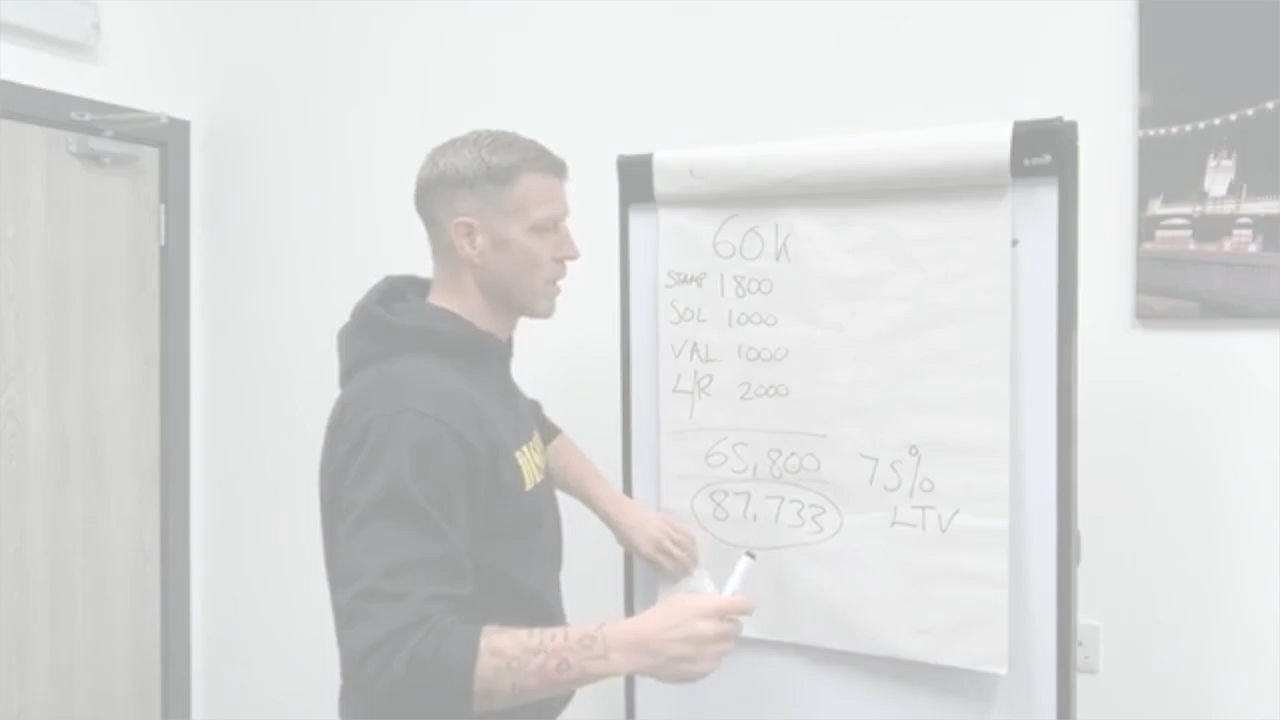 60k
STAMP 1800
SOL 1000
VAL 1000
L/R 2000
65,800
75%
87,733
LTV